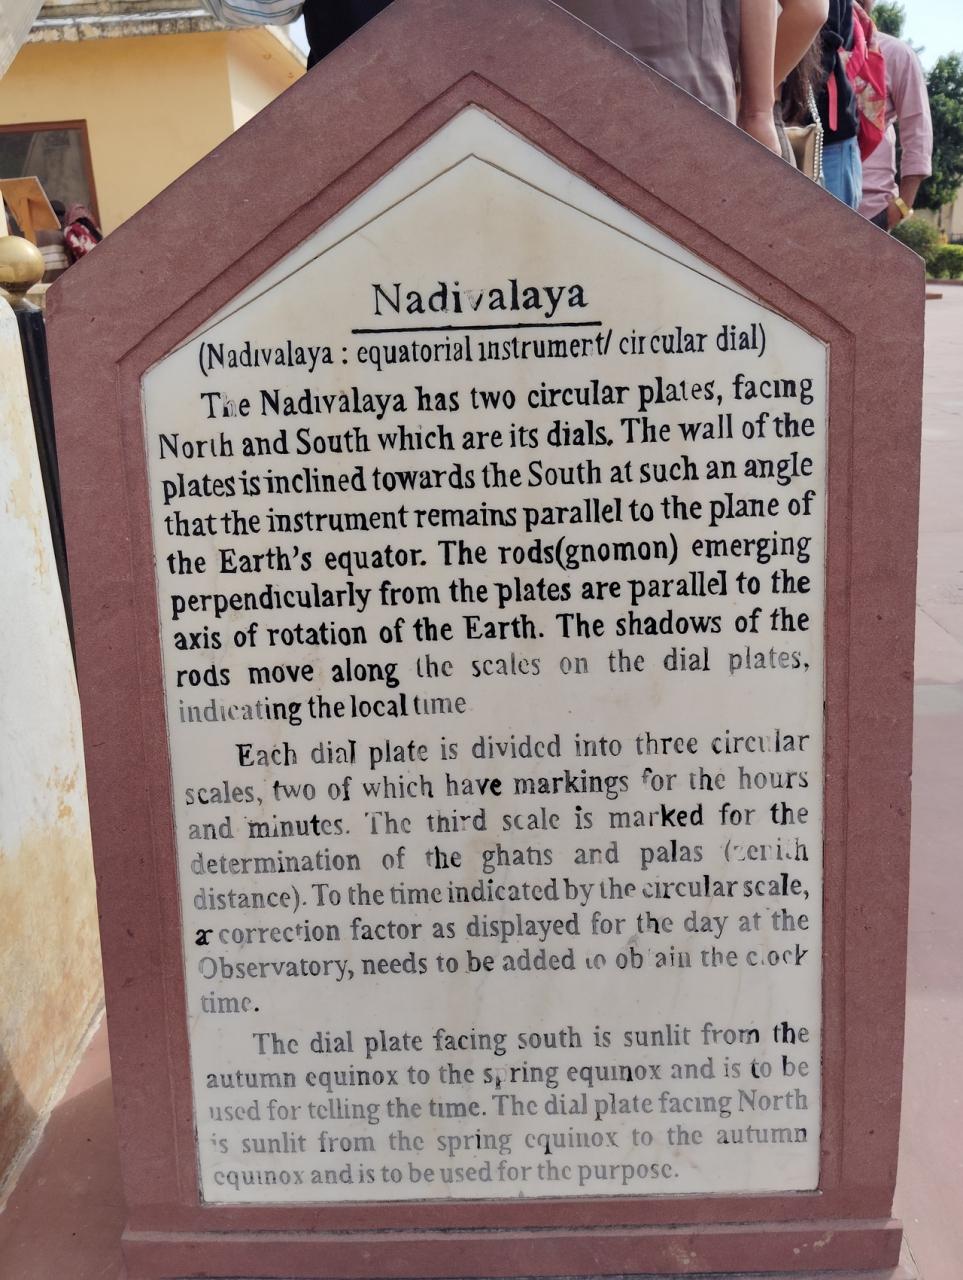 Nadivalaya
(Nadivalaya : equatorial instrument/ circular dial)
The Nadivalaya has two circular plates, facing
North and South which are its dials. The wall of the
plates is inclined towards the South at such an angle
that the instrument remains parallel to the plane of
the Earth's equator. The rods(gnomon) emerging
perpendicularly from the plates are parallel to the
axis of rotation of the Earth. The shadows of the
rods move along the scales on the dial plates,
indicating the local time
Each dial plate is divided into three circular
scales, two of which have markings for the hours
and minutes. The third scale is marked for the
determination of the ghatis and palas (zenith
distance). To the time indicated by the circular scale,
a correction factor as displayed for the day at the
Observatory, needs to be added to obtain the clock
time.
The dial plate facing south is sunlit from the
autumn equinox to the spring equinox and is to be
used for telling the time. The dial plate facing North
is sunlit from the spring equinox to the autumn
equinox and is to be used for the purpose.